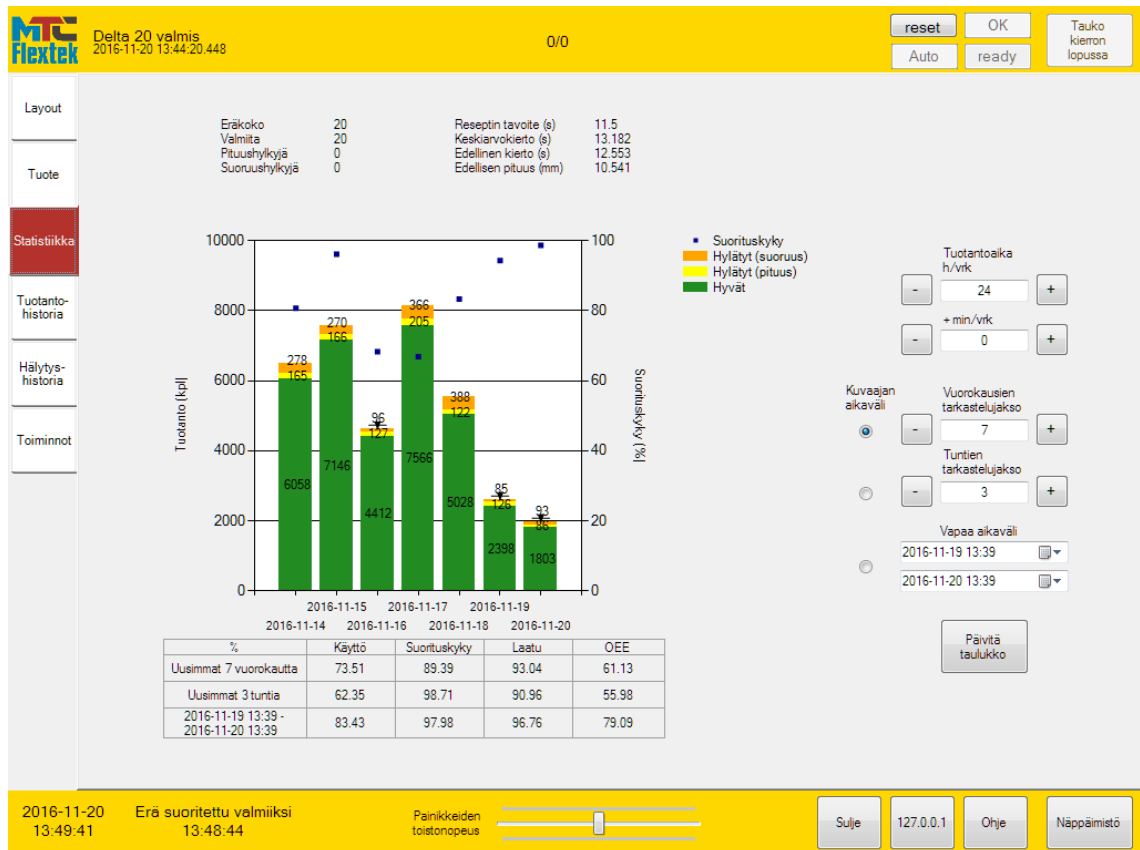 MTC
Flextek
Delta 20 valmis
2016-11-20 13:44:20.448
0/0
reset
OK
Auto
ready
Tauko
kierron
lopussa
Layout
Tuote
Statistiikka
Tuotanto-
historia
Hälytys-
historia
Toiminnot
Eräkoko 20 Reseptin tavoite (s) 11.5
Valmiita 20 Keskiarvokierto (s) 13.182
Pituushylkyjä 0 Edellinen kierto (s) 12.553
Suoruushylkyjä 0 Edellisen pituus (mm) 10.541
Suorituskyky
Hylätyt (suoruus)
Hylätyt (pituus)
Hyvät
Tuotanto [kpl]
10000
8000
6000
4000
2000
0
278
165
6058
270
166
7146
96
127
4412
366
205
7566
388
122
5028
85
126
2398
93
86
1803
100
80
60
40
20
0
Suorituskyky (%)
2016-11-15 2016-11-17 2016-11-19
2016-11-14 2016-11-16 2016-11-18 2016-11-20
% Käyttö Suorituskyky Laatu OEE
Uusimmat 7 vuorokautta 73.51 89.39 93.04 61.13
Uusimmat 3 tuntia 62.35 98.71 90.96 55.98
2016-11-19 13:39 -
2016-11-20 13:39 83.43 97.98 96.76 79.09
Tuotantoaika
h/vrk
- 24 +
+ min/vrk
- 0 +
Kuvaajan
aikaväli
Vuorokausien
tarkastelujakso
- 7 +
Tuntien
tarkastelujakso
- 3 +
Vapaa aikaväli
2016-11-19 13:39
2016-11-20 13:39
Päivitä
taulukko
2016-11-20
13:49:41
Erä suoritettu valmiiksi
13:48:44
Painikkeiden
toistonopeus
Sulje
127.0.0.1
Ohje
Näppäimistö